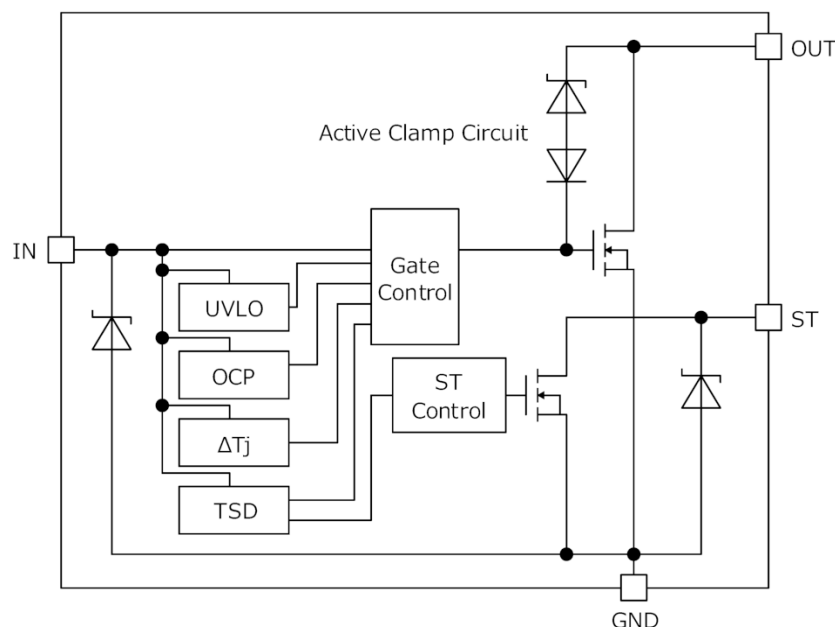 OUT
Active Clamp Circuit
IN
Gate
Control
UVLO
ST
OCP
ST
Control
ΔTj
TSD
GND